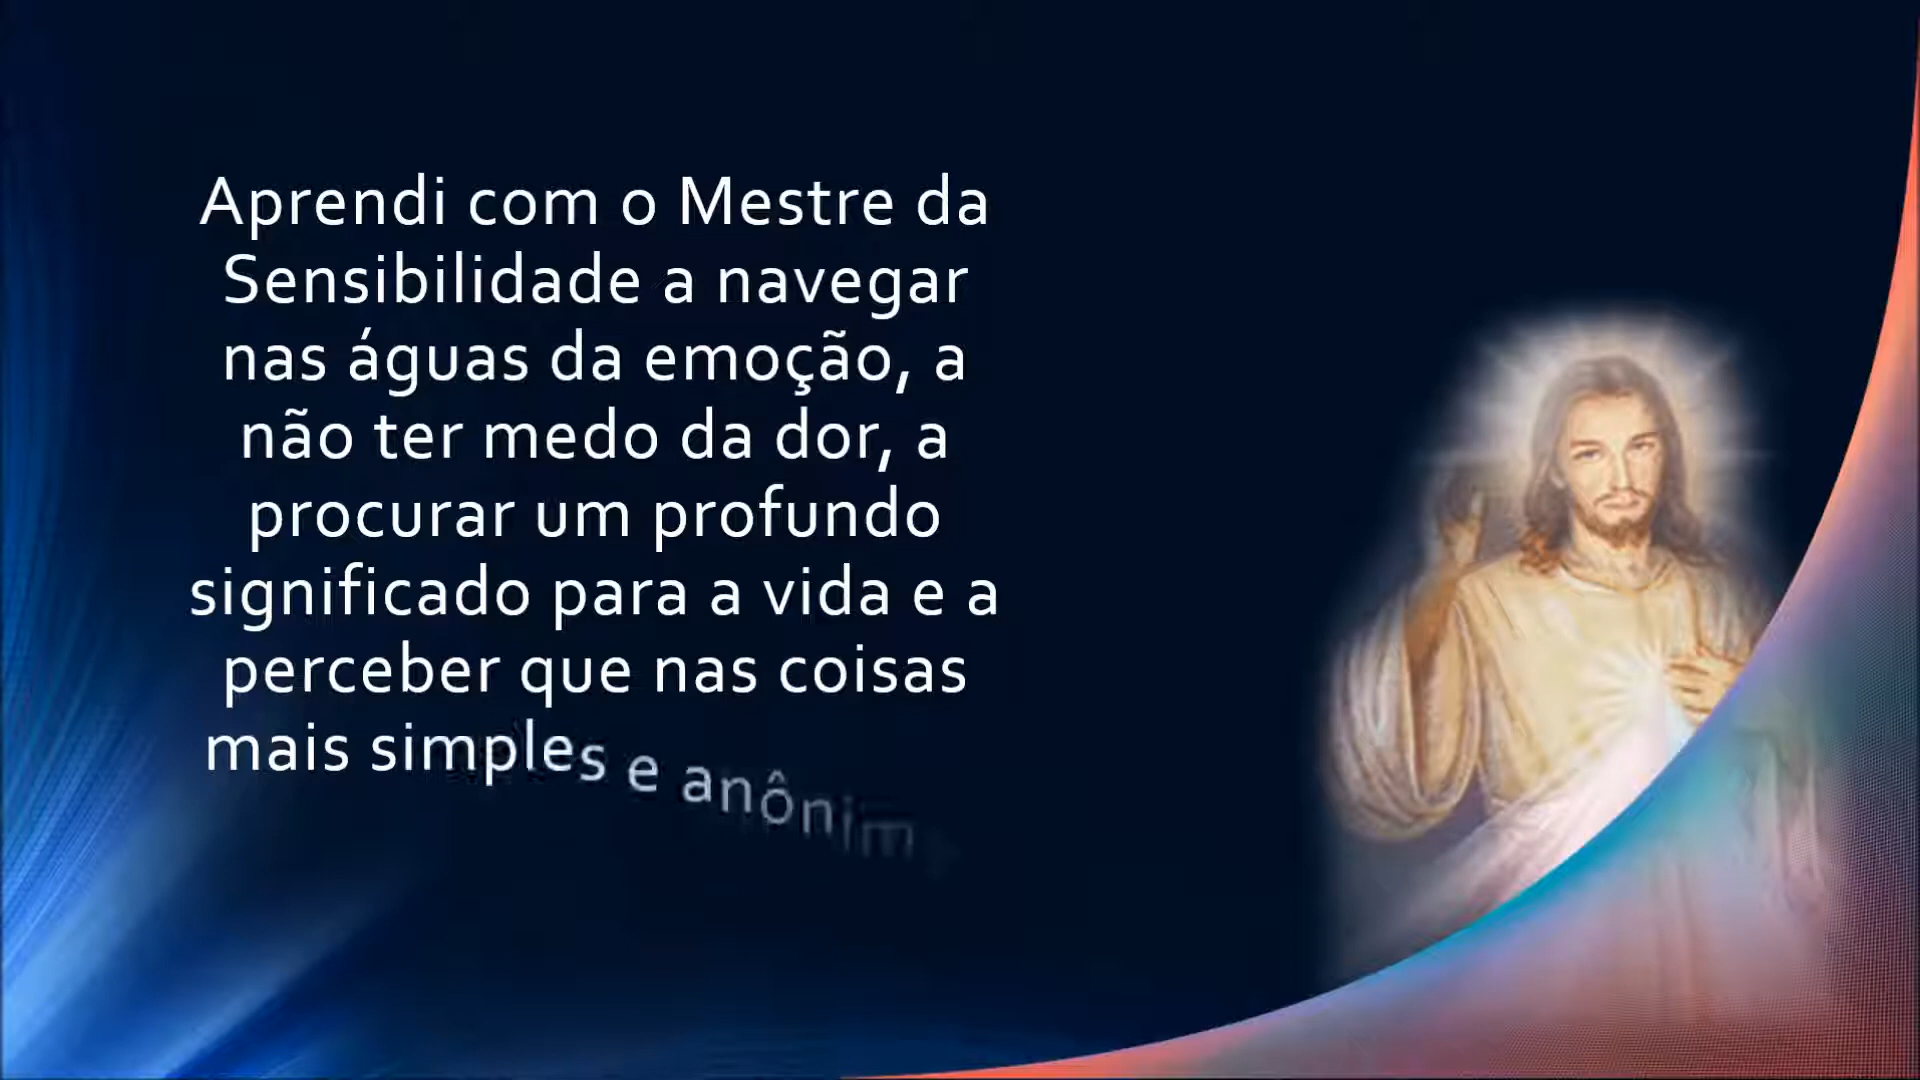 Aprendi com o Mestre da
Sensibilidade a navegar
nas águas da emoção, a
não ter medo da dor, a
procurar um profundo
significado para a vida e a
perceber que nas coisas
mais simples e